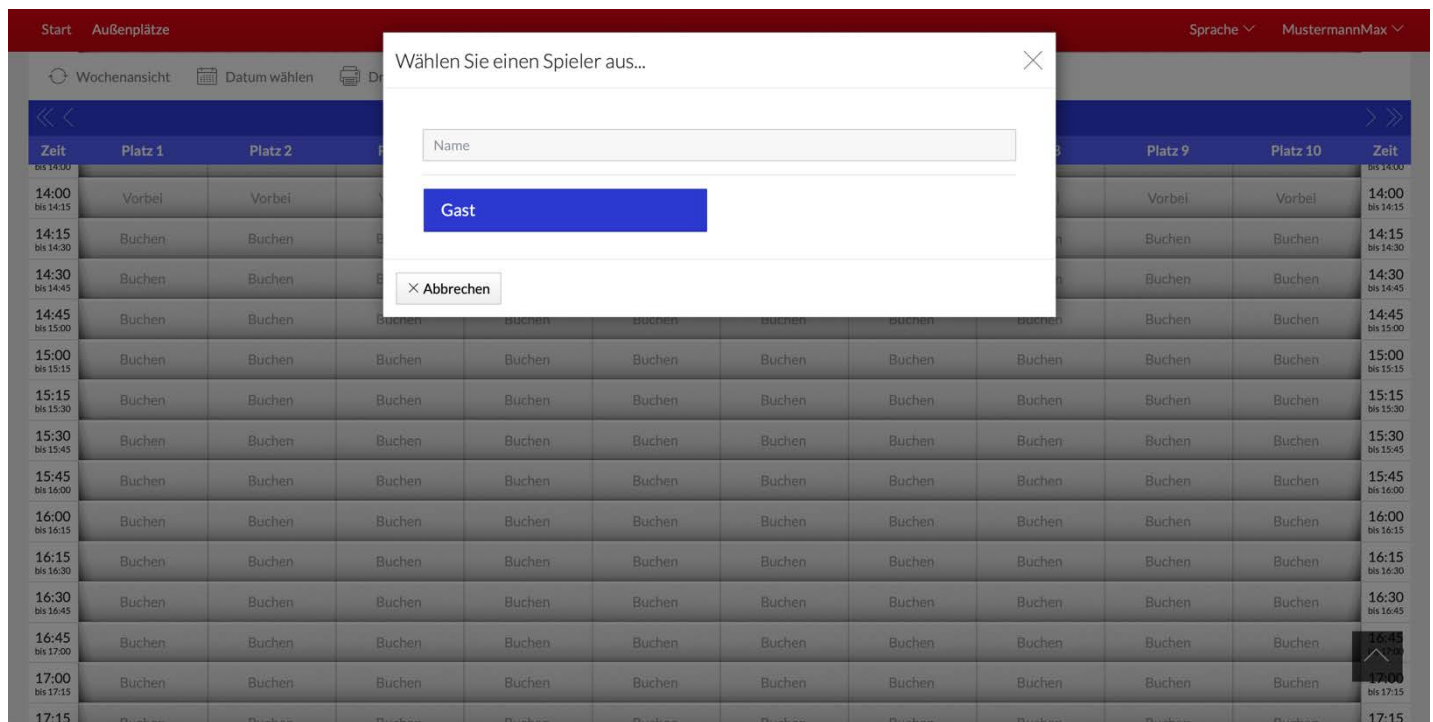 Start Außenplätze Sprache MustermannMax
Wählen Sie einen Spieler aus...
Wochenansicht Datum wählen
Name
Zeit Platz 1 Platz 2 Platz 9 Platz 10 Zeit
bis 14:00 bis 14:00
14:00 Vorbei Vorbei Vorbei Vorbei 14:00
bis 14:15 bis 14:15
Gast
14:15 Buchen Buchen Buchen Buchen 14:15
bis 14:30 bis 14:30
14:30 Buchen Buchen Buchen Buchen 14:30
bis 14:45 bis 14:45
Abbrechen
14:45 Buchen Buchen Buchen Buchen Buchen Buchen Buchen Buchen Buchen Buchen 14:45
bis 15:00 bis 15:00
15:00 Buchen Buchen Buchen Buchen Buchen Buchen Buchen Buchen Buchen Buchen 15:00
bis 15:15 bis 15:15
15:15 Buchen Buchen Buchen Buchen Buchen Buchen Buchen Buchen Buchen Buchen 15:15
bis 15:30 bis 15:30
15:30 Buchen Buchen Buchen Buchen Buchen Buchen Buchen Buchen Buchen Buchen 15:30
bis 15:45 bis 15:45
15:45 Buchen Buchen Buchen Buchen Buchen Buchen Buchen Buchen Buchen Buchen 15:45
bis 16:00 bis 16:00
16:00 Buchen Buchen Buchen Buchen Buchen Buchen Buchen Buchen Buchen Buchen 16:00
bis 16:15 bis 16:15
16:15 Buchen Buchen Buchen Buchen Buchen Buchen Buchen Buchen Buchen Buchen 16:15
bis 16:30 bis 16:30
16:30 Buchen Buchen Buchen Buchen Buchen Buchen Buchen Buchen Buchen Buchen 16:30
bis 16:45 bis 16:45
16:45 Buchen Buchen Buchen Buchen Buchen Buchen Buchen Buchen Buchen Buchen 16:45
bis 17:00
17:00 Buchen Buchen Buchen Buchen Buchen Buchen Buchen Buchen Buchen Buchen 17:00
bis 17:15 bis 17:15
17:15 17:15